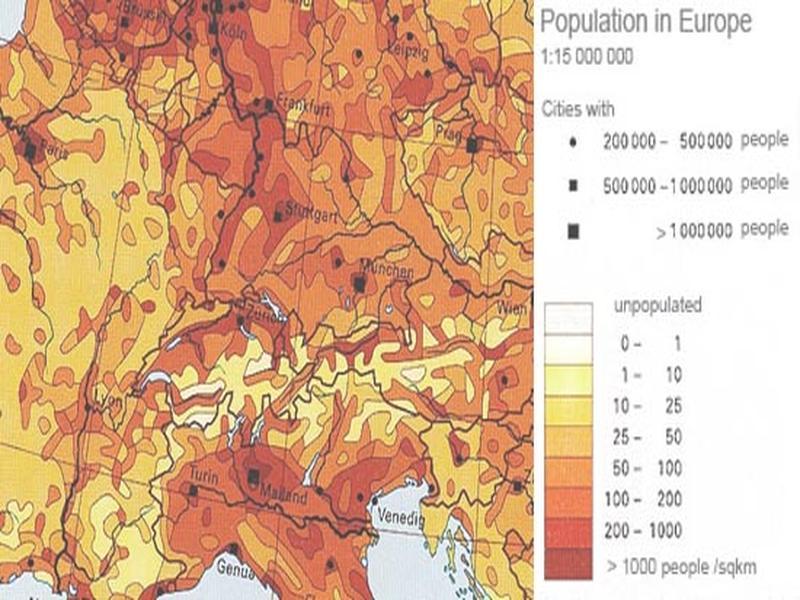 Population in Europe
1:15 000 000
Cities with
200 000 – 500 000 people
500 000 – 1 000 000 people
> 1 000 000 people
unpopulated
0 – 1
1 – 10
10 – 25
25 – 50
50 – 100
100 – 200
200 – 1000
> 1000 people /sqkm
Brüssel
Köln
Leipzig
Frankfurt
Prag
Paris
Stuttgart
München
Wien
Zürich
Lyon
Turin
Mailand
Venedig
Genua